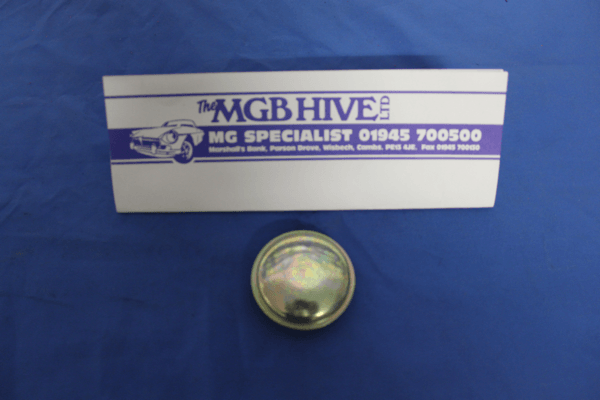 The MGB HIVE LTD
MG SPECIALIST 01945 700500
Marshall's Bank, Parson Drove, Wisbech, Cambs. PE13 4JE. Fax 01945 700130